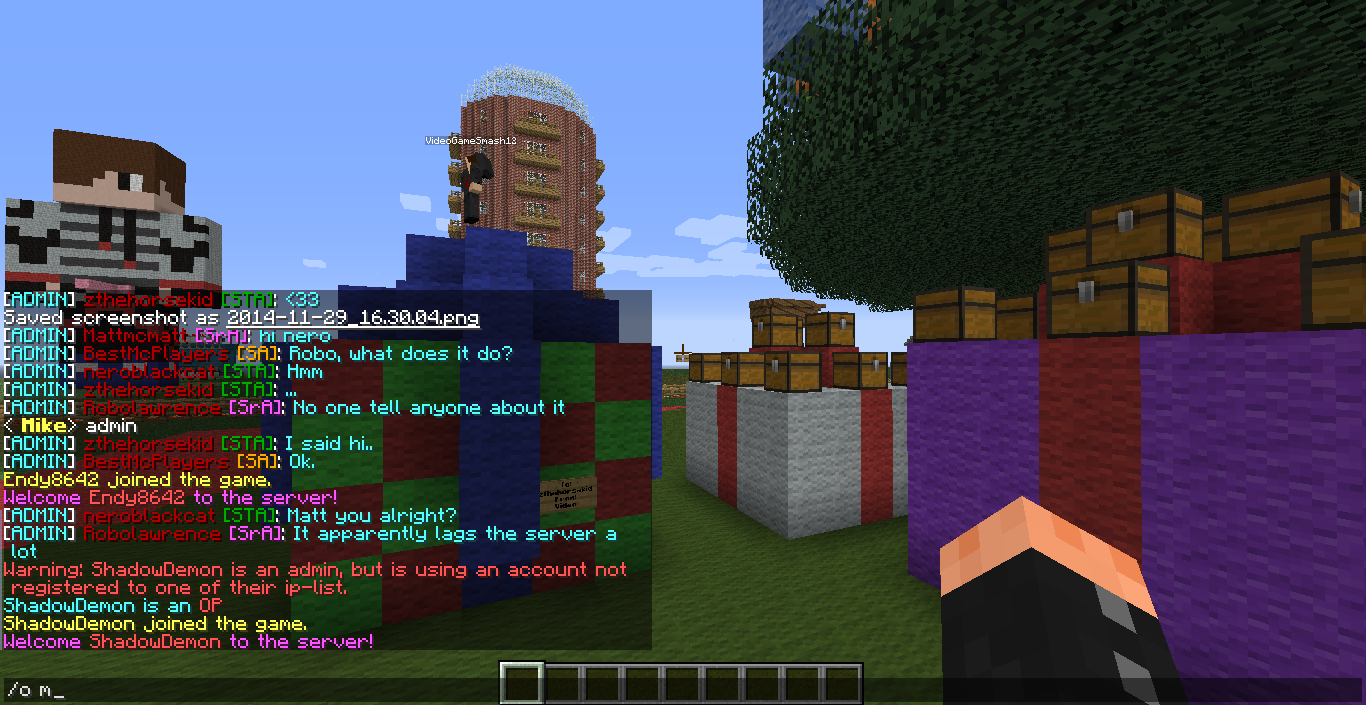 VideoGameSmash12
[ADMIN] zthehorsekid [STA]: <33
Saved screenshot as 2014-11-29_16.30.04.png
[ADMIN] Mattmcmatt [SrA]: hi nero
[ADMIN] BestMcPlayers [SA]: Robo, what does it do?
[ADMIN] neroblackcat [STA]: Hmm
[ADMIN] zthehorsekid [STA]: ...
[ADMIN] Robolawrence [SrA]: No one tell anyone about it
< Mike> admin
[ADMIN] zthehorsekid [STA]: I said hi..
[ADMIN] BestMcPlayers [SA]: Ok.
Endy8642 joined the game.
Welcome Endy8642 to the server!
To:
zthehorsekid
From:
Video
[ADMIN] neroblackcat [STA]: Matt you alright?
[ADMIN] Robolawrence [SrA]: It apparently lags the server a
lot
Warning: ShadowDemon is an admin, but is using an account not
registered to one of their ip-list.
ShadowDemon is an OP
ShadowDemon joined the game.
Welcome ShadowDemon to the server!
/o m_